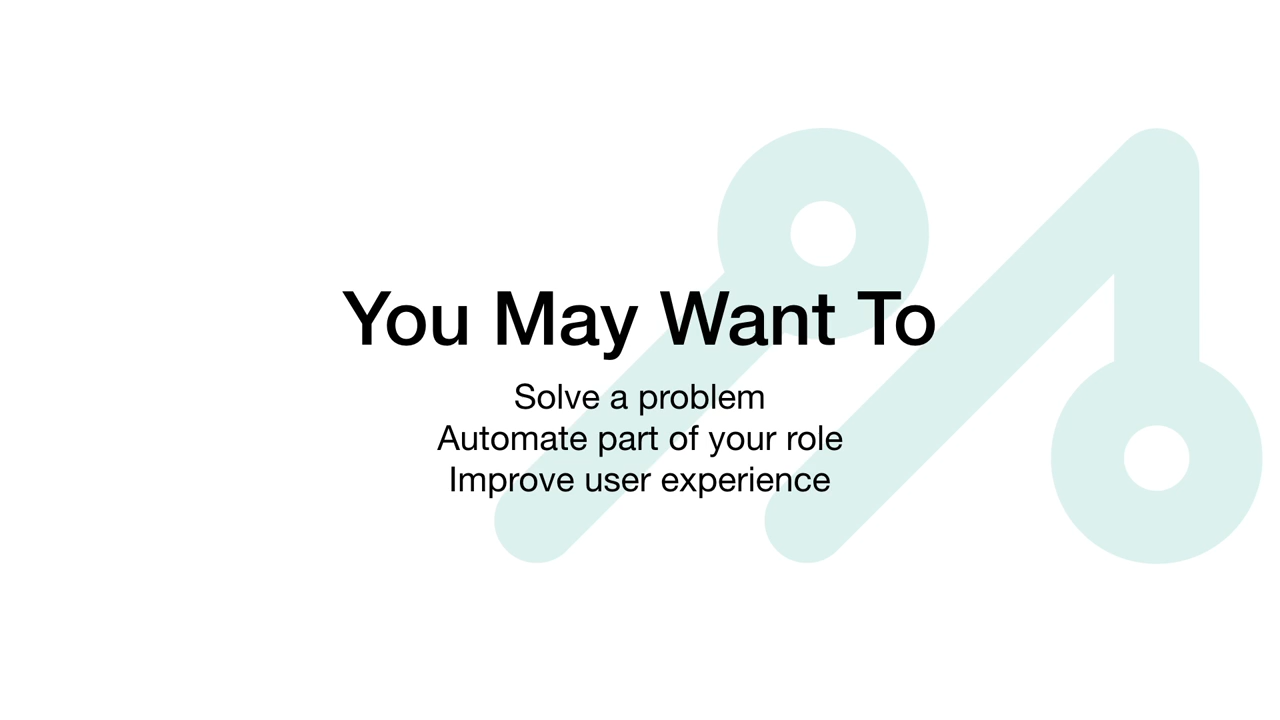 You May Want To
Solve a problem
Automate part of your role
Improve user experience